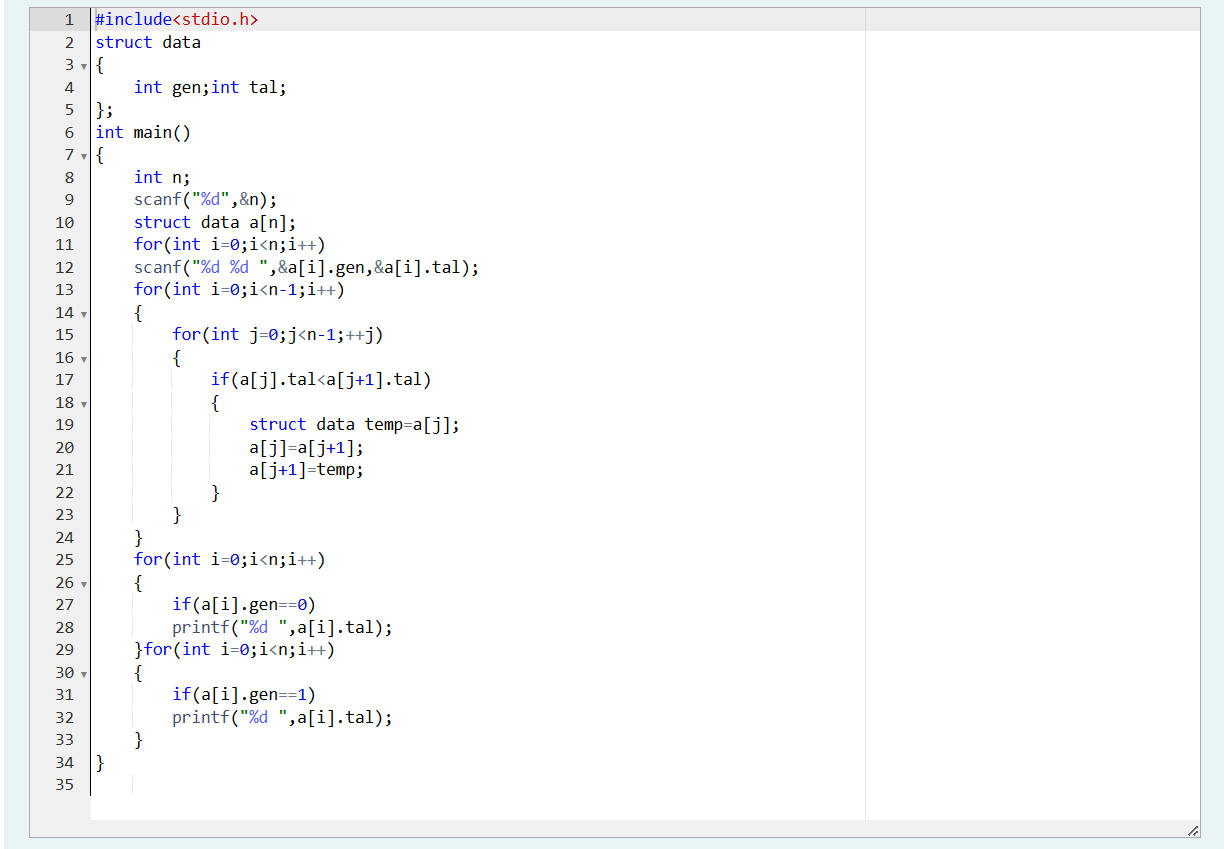 1 #include<stdio.h>
2 struct data
3 {
4     int gen;int tal;
5 };
6 int main()
7 {
8     int n;
9     scanf("%d",&n);
10     struct data a[n];
11     for(int i=0;i<n;i++)
12     scanf("%d %d ",&a[i].gen,&a[i].tal);
13     for(int i=0;i<n-1;i++)
14     {
15         for(int j=0;j<n-1;++j)
16         {
17             if(a[j].tal<a[j+1].tal)
18             {
19                 struct data temp=a[j];
20                 a[j]=a[j+1];
21                 a[j+1]=temp;
22             }
23         }
24     }
25     for(int i=0;i<n;i++)
26     {
27         if(a[i].gen==0)
28         printf("%d ",a[i].tal);
29     }for(int i=0;i<n;i++)
30     {
31         if(a[i].gen==1)
32         printf("%d ",a[i].tal);
33     }
34 }
35